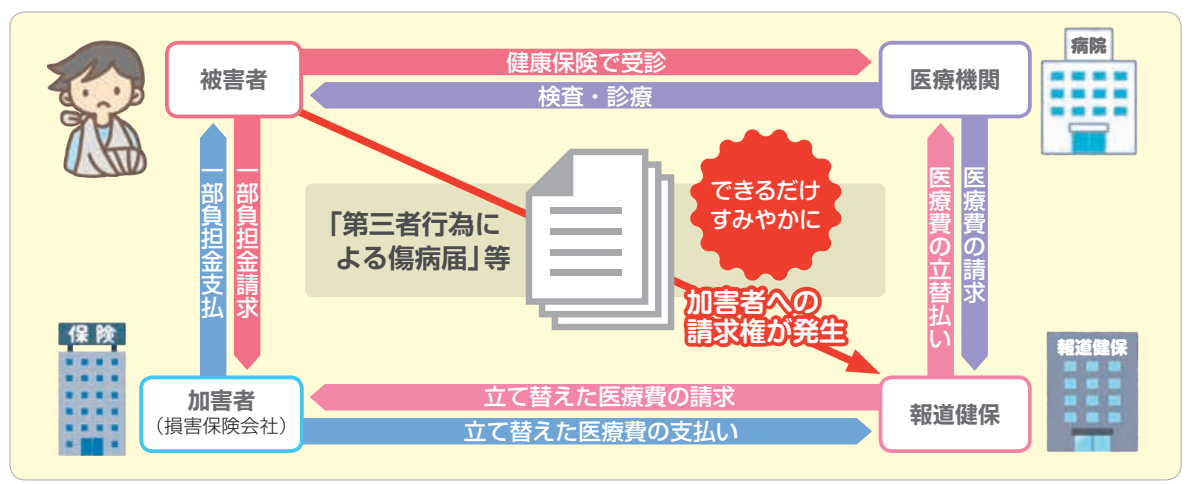 被害者
健康保険で受診
検査・診療
医療機関
病院
一部負担金支払
一部負担金請求
「第三者行為に
よる傷病届」等
できるだけ
すみやかに
加害者への
請求権が発生
医療費の立替払い
医療費の請求
保険
加害者
(損害保険会社)
立て替えた医療費の請求
立て替えた医療費の支払い
報道健保
報道健保